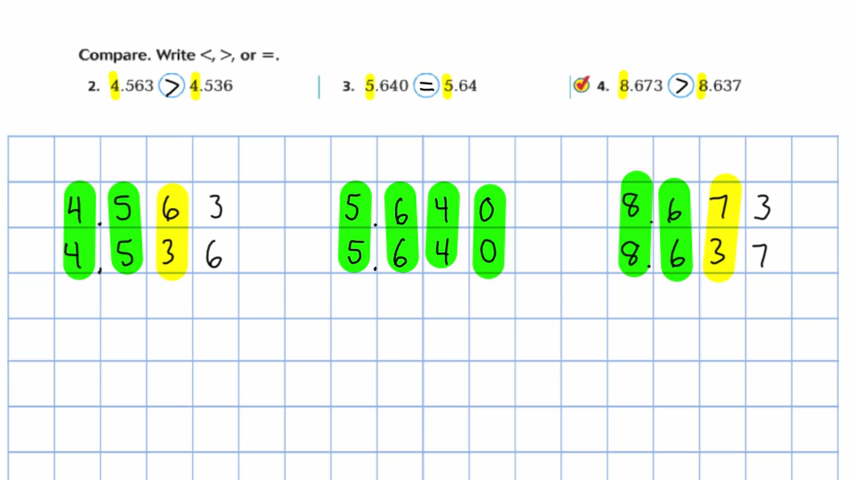 Compare. Write <, >, or =.
2. 4.563 > 4.536 3. 5.640 = 5.64 4. 8.673 > 8.637
4.563 5.640 8.673
4.536 5.640 8.637